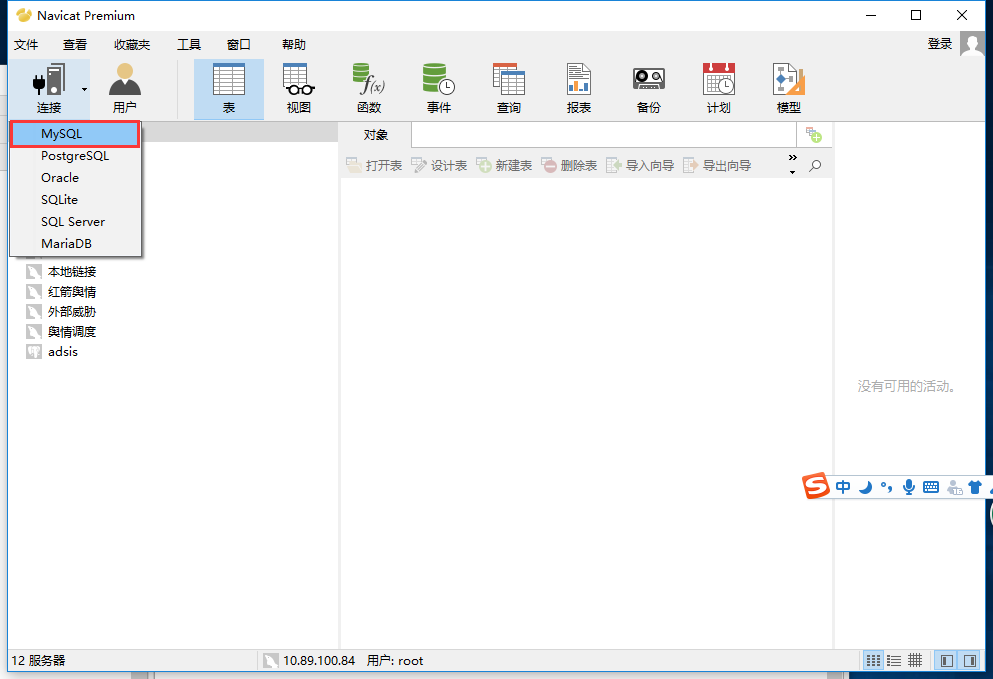 Navicat Premium
文件 查看 收藏夹 工具 窗口 帮助 登录
连接 用户 表 视图 函数 事件 查询 报表 备份 计划 模型
MySQL
PostgreSQL
Oracle
SQLite
SQL Server
MariaDB
对象
打开表 设计表 新建表 删除表 导入向导 导出向导
本地链接
红箭舆情
外部威胁
舆情调度
adsis
没有可用的活动。
中
12 服务器 10.89.100.84 用户: root